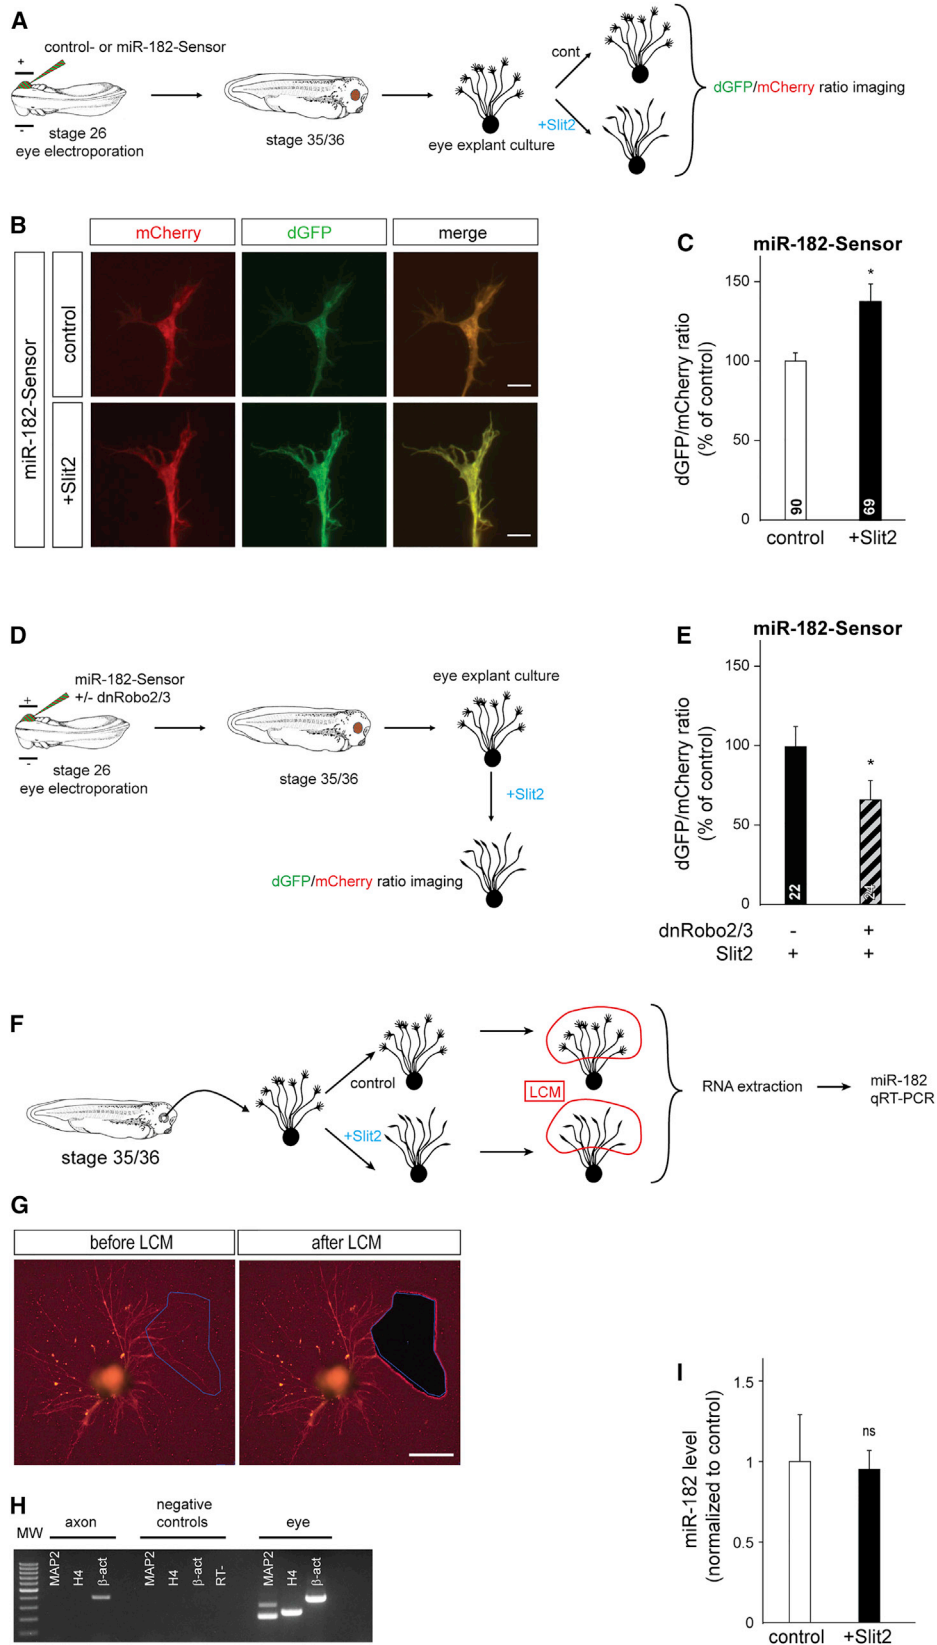 A
control- or miR-182-Sensor
+
-
stage 26
eye electroporation
stage 35/36
eye explant culture
cont
+Slit2
dGFP/mCherry ratio imaging
B
mCherry
dGFP
merge
miR-182-Sensor
control
+Slit2
C
miR-182-Sensor
dGFP/mCherry ratio
(% of control)
150
100
50
0
*
90
69
control
+Slit2
D
miR-182-Sensor
+/- dnRobo2/3
+
-
stage 26
eye electroporation
stage 35/36
eye explant culture
+Slit2
dGFP/mCherry ratio imaging
E
miR-182-Sensor
dGFP/mCherry ratio
(% of control)
150
100
50
0
*
22
24
dnRobo2/3 - +
Slit2 + +
F
stage 35/36
control
+Slit2
LCM
RNA extraction
miR-182
qRT-PCR
G
before LCM
after LCM
H
MW
axon
negative
controls
eye
MAP2
H4
β-act
MAP2
H4
β-act
RT-
MAP2
H4
β-act
I
miR-182 level
(normalized to control)
1.5
1
0.5
0
ns
control
+Slit2